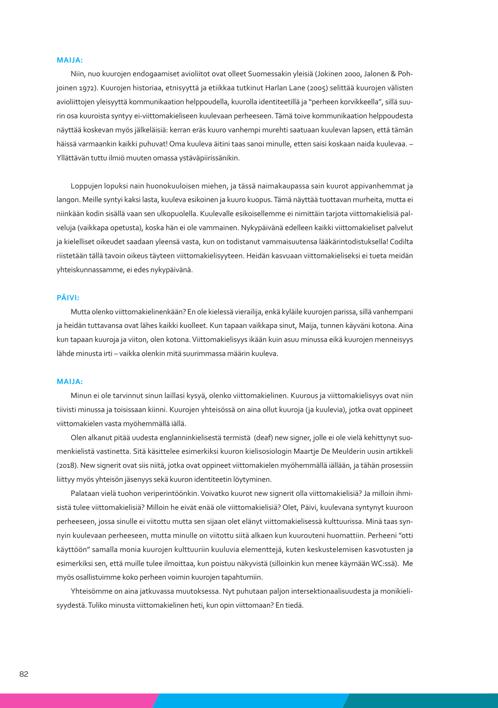 MAIJA:
Niin, nuo kuurojen endogaamiset avioliitot ovat olleet Suomessakin yleisiä (Jokinen 2000, Jalonen & Poh-
joinen 1972). Kuurojen historiaa, etnisyyttä ja etiikkaa tutkinut Harlan Lane (2005) selittää kuurojen välisten
avioliittojen yleisyyttä kommunikaation helppoudella, kuurolla identiteetillä ja "perheen korvikkeella", sillä suu-
rin osa kuuroista syntyy ei-viittomakieliseen kuulevaan perheeseen. Tämä toive kommunikaation helppoudesta
näyttää koskevan myös jälkeläisiä: kerran eräs kuuro vanhempi murehti saatuaan kuulevan lapsen, että tämän
häissä varmaankin kaikki puhuvat! Oma kuuleva äitini taas sanoi minulle, etten saisi koskaan naida kuulevaa. –
Yllättävän tuttu ilmiö muuten omassa ystäväpiirissänikin.
Loppujen lopuksi nain huonokuuloisen miehen, ja tässä naimakaupassa sain kuurot appivanhemmat ja
langon. Meille syntyi kaksi lasta, kuuleva esikoinen ja kuuro kuopus. Tämä näyttää tuottavan murheita, mutta ei
niinkään kodin sisällä vaan sen ulkopuolella. Kuulevalle esikoisellemme ei nimittäin tarjota viittomakielisiä pal-
veluja (vaikkapa opetusta), koska hän ei ole vammainen. Nykypäivänä edelleen kaikki viittomakieliset palvelut
ja kielelliset oikeudet saadaan yleensä vasta, kun on todistanut vammaisuutensa lääkärintodistuksella! Codilta
riistetään tällä tavoin oikeus täyteen viittomakielisyyteen. Heidän kasvuaan viittomakieliseksi ei tueta meidän
yhteiskunnassamme, ei edes nykypäivänä.
PÄIVI:
Mutta olenko viittomakielinenkään? En ole kielessä vierailija, enkä kyläile kuurojen parissa, sillä vanhempani
ja heidän tuttavansa ovat lähes kaikki kuolleet. Kun tapaan vaikkapa sinut, Maija, tunnen käyväni kotona. Aina
kun tapaan kuuroja ja viiton, olen kotona. Viittomakielisyys ikään kuin asuu minussa eikä kuurojen menneisyys
lähde minusta irti – vaikka olenkin mitä suurimmassa määrin kuuleva.
MAIJA:
Minun ei ole tarvinnut sinun laillasi kysyä, olenko viittomakielinen. Kuurous ja viittomakielisyys ovat niin
tiivisti minussa ja toisissaan kiinni. Kuurojen yhteisössä on aina ollut kuuroja (ja kuulevia), jotka ovat oppineet
viittomakielen vasta myöhemmällä iällä.
Olen alkanut pitää uudesta englanninkielisestä termistä (deaf) new signer, jolle ei ole vielä kehittynyt suo-
menkielistä vastinetta. Sitä käsittelee esimerkiksi kuuron kielisosiologin Maartje De Meulderin uusin artikkeli
(2018). New signerit ovat siis niitä, jotka ovat oppineet viittomakielen myöhemmällä iällään, ja tähän prosessiin
liittyy myös yhteisön jäsenyys sekä kuuron identiteetin löytyminen.
Palataan vielä tuohon veriperintöönkin. Voivatko kuurot new signerit olla viittomakielisiä? Ja milloin ihmi-
sistä tulee viittomakielisiä? Milloin he eivät enää ole viittomakielisiä? Olet, Päivi, kuulevana syntynyt kuuroon
perheeseen, jossa sinulle ei viitottu mutta sen sijaan olet elänyt viittomakielisessä kulttuurissa. Minä taas syn-
nyin kuulevaan perheeseen, mutta minulle on viitottu siitä alkaen kun kuurouteni huomattiin. Perheeni "otti
käyttöön" samalla monia kuurojen kulttuuriin kuuluvia elementtejä, kuten keskustelemisen kasvotusten ja
esimerkiksi sen, että muille tulee ilmoittaa, kun poistuu näkyvistä (silloinkin kun menee käymään WC:ssä). Me
myös osallistuimme koko perheen voimin kuurojen tapahtumiin.
Yhteisömme on aina jatkuvassa muutoksessa. Nyt puhutaan paljon intersektionaalisuudesta ja monikieli-
syydestä. Tuliko minusta viittomakielinen heti, kun opin viittomaan? En tiedä.
82